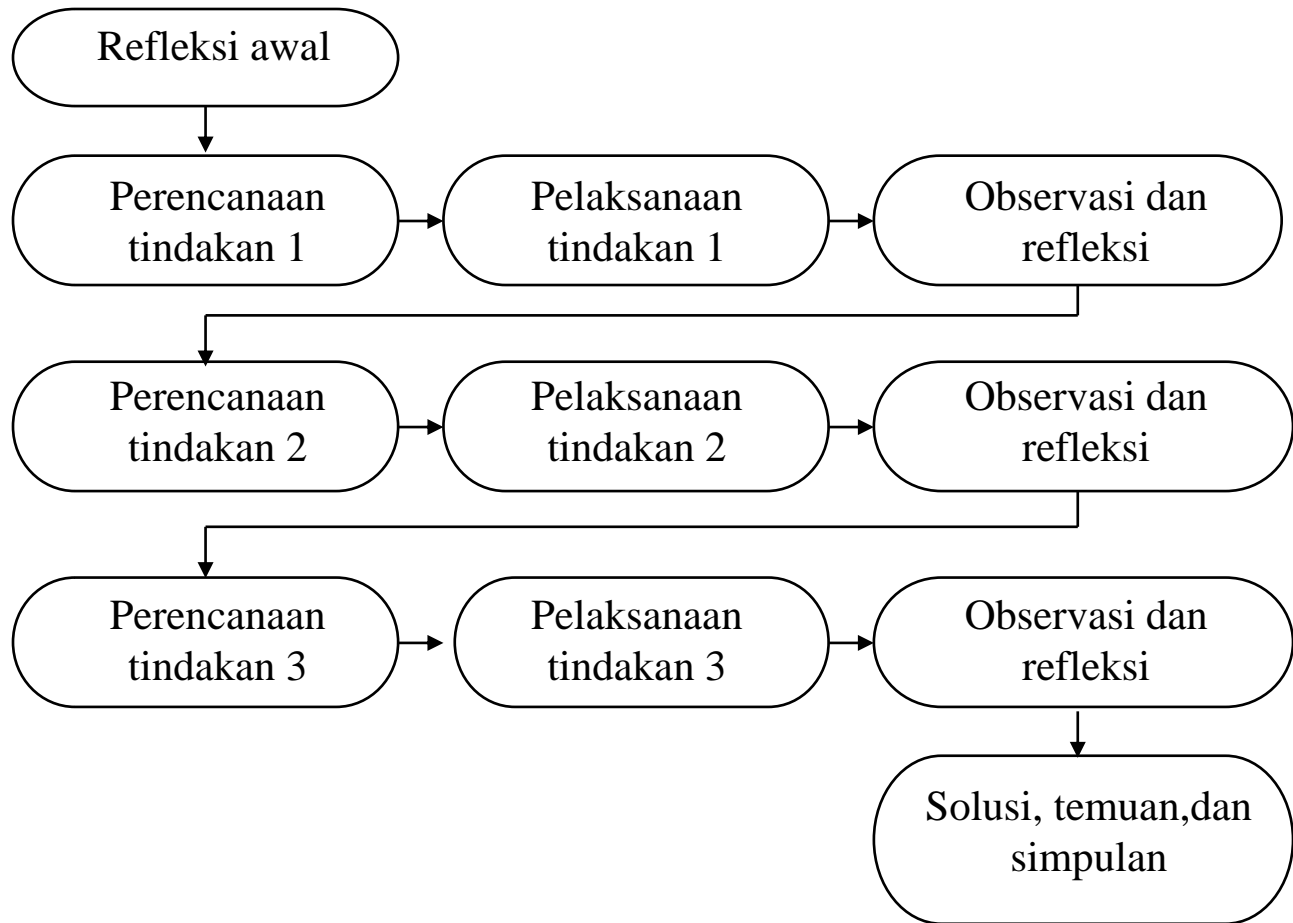 Refleksi awal
Perencanaan
tindakan 1
Pelaksanaan
tindakan 1
Observasi dan
refleksi
Perencanaan
tindakan 2
Pelaksanaan
tindakan 2
Observasi dan
refleksi
Perencanaan
tindakan 3
Pelaksanaan
tindakan 3
Observasi dan
refleksi
Solusi, temuan,dan
simpulan